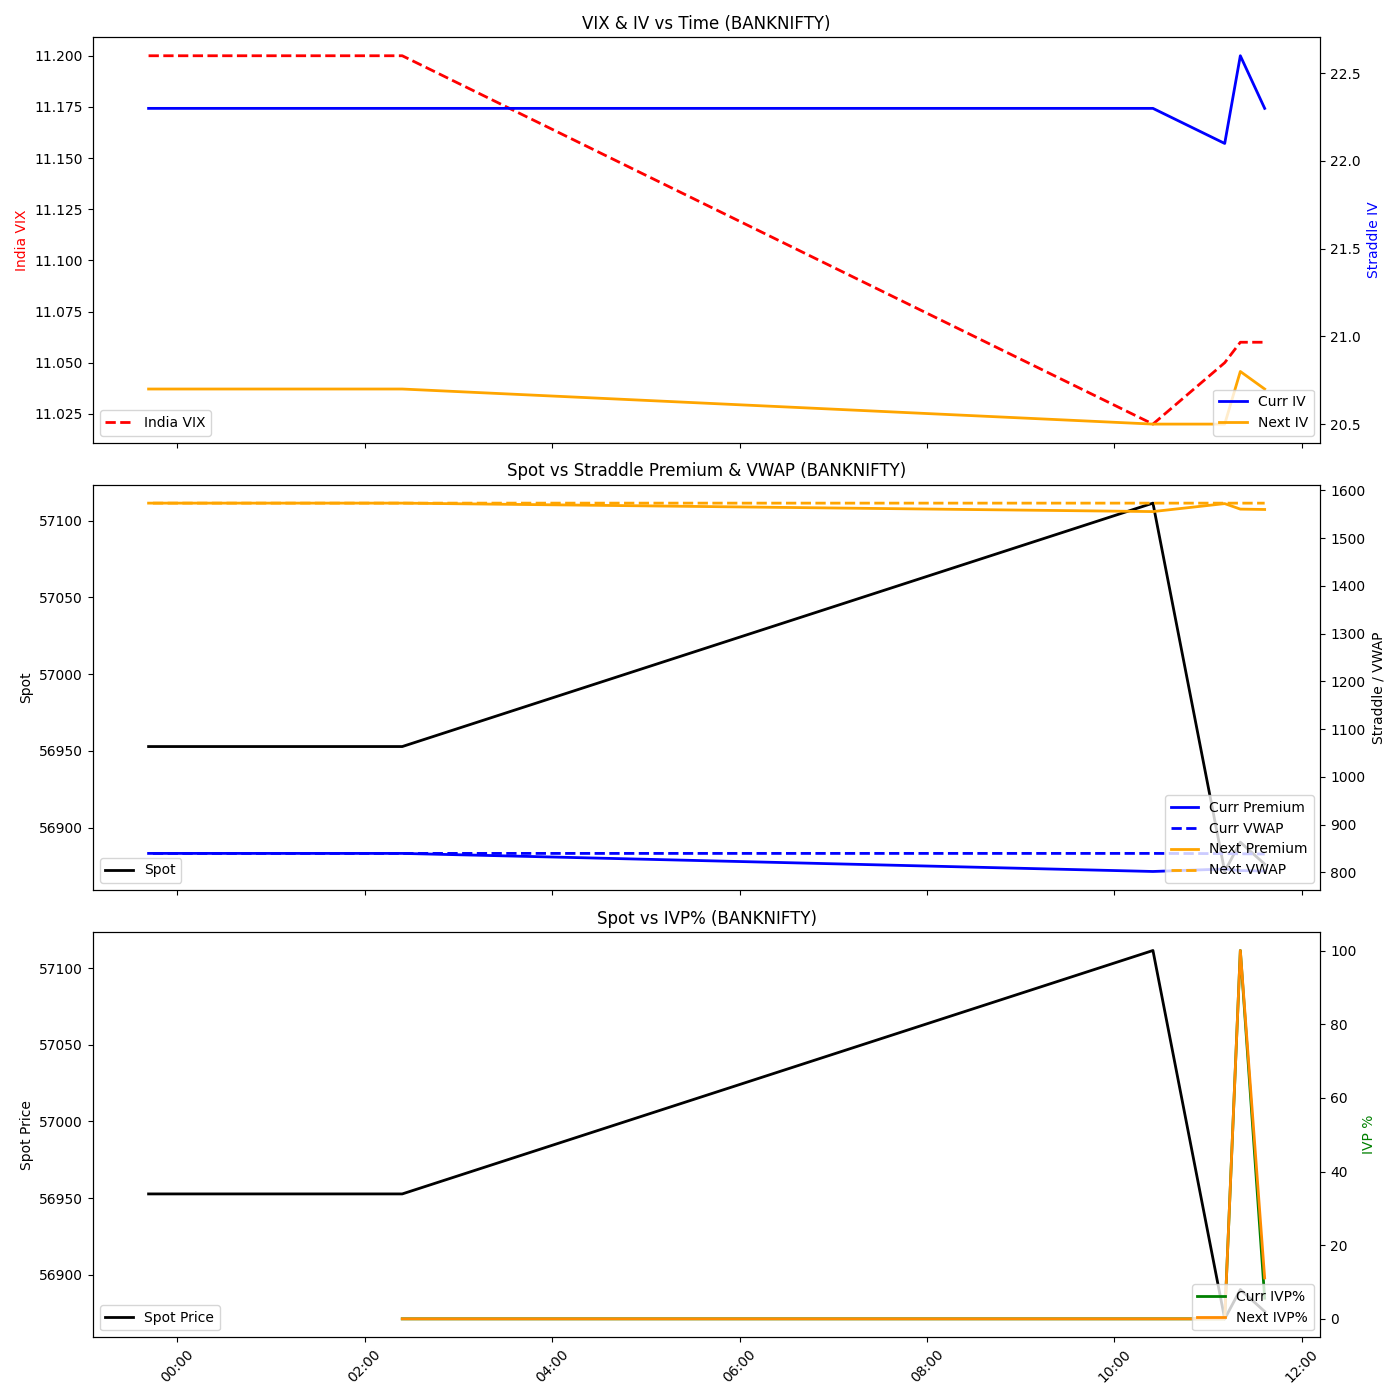 VIX & IV vs Time (BANKNIFTY)
11.200
11.175
11.150
11.125
11.100
11.075
11.050
11.025
India VIX
22.5
22.0
21.5
21.0
20.5
Straddle IV
India VIX
Curr IV
Next IV
Spot vs Straddle Premium & VWAP (BANKNIFTY)
57100
57050
57000
56950
56900
Spot
1600
1500
1400
1300
1200
1100
1000
900
800
Straddle / VWAP
Spot
Curr Premium
Curr VWAP
Next Premium
Next VWAP
Spot vs IVP% (BANKNIFTY)
57100
57050
57000
56950
56900
Spot Price
100
80
60
40
20
0
IVP %
Spot Price
Curr IVP%
Next IVP%
00:00
02:00
04:00
06:00
08:00
10:00
12:00